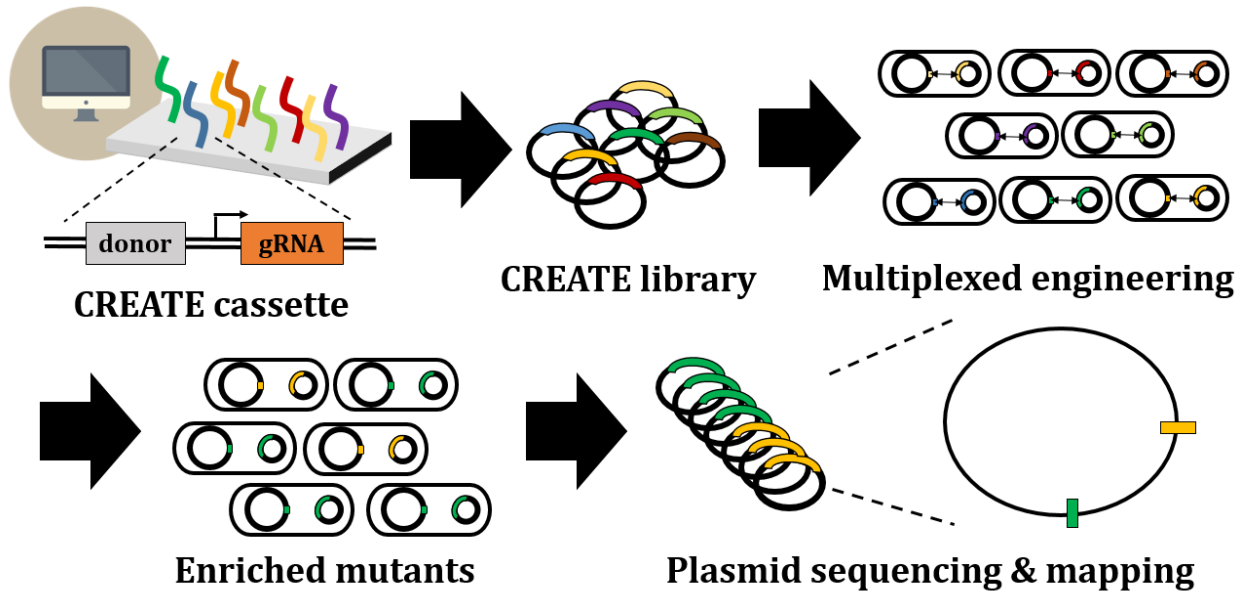 donor
gRNA
CREATE cassette
CREATE library
Multiplexed engineering
Enriched mutants
Plasmid sequencing & mapping